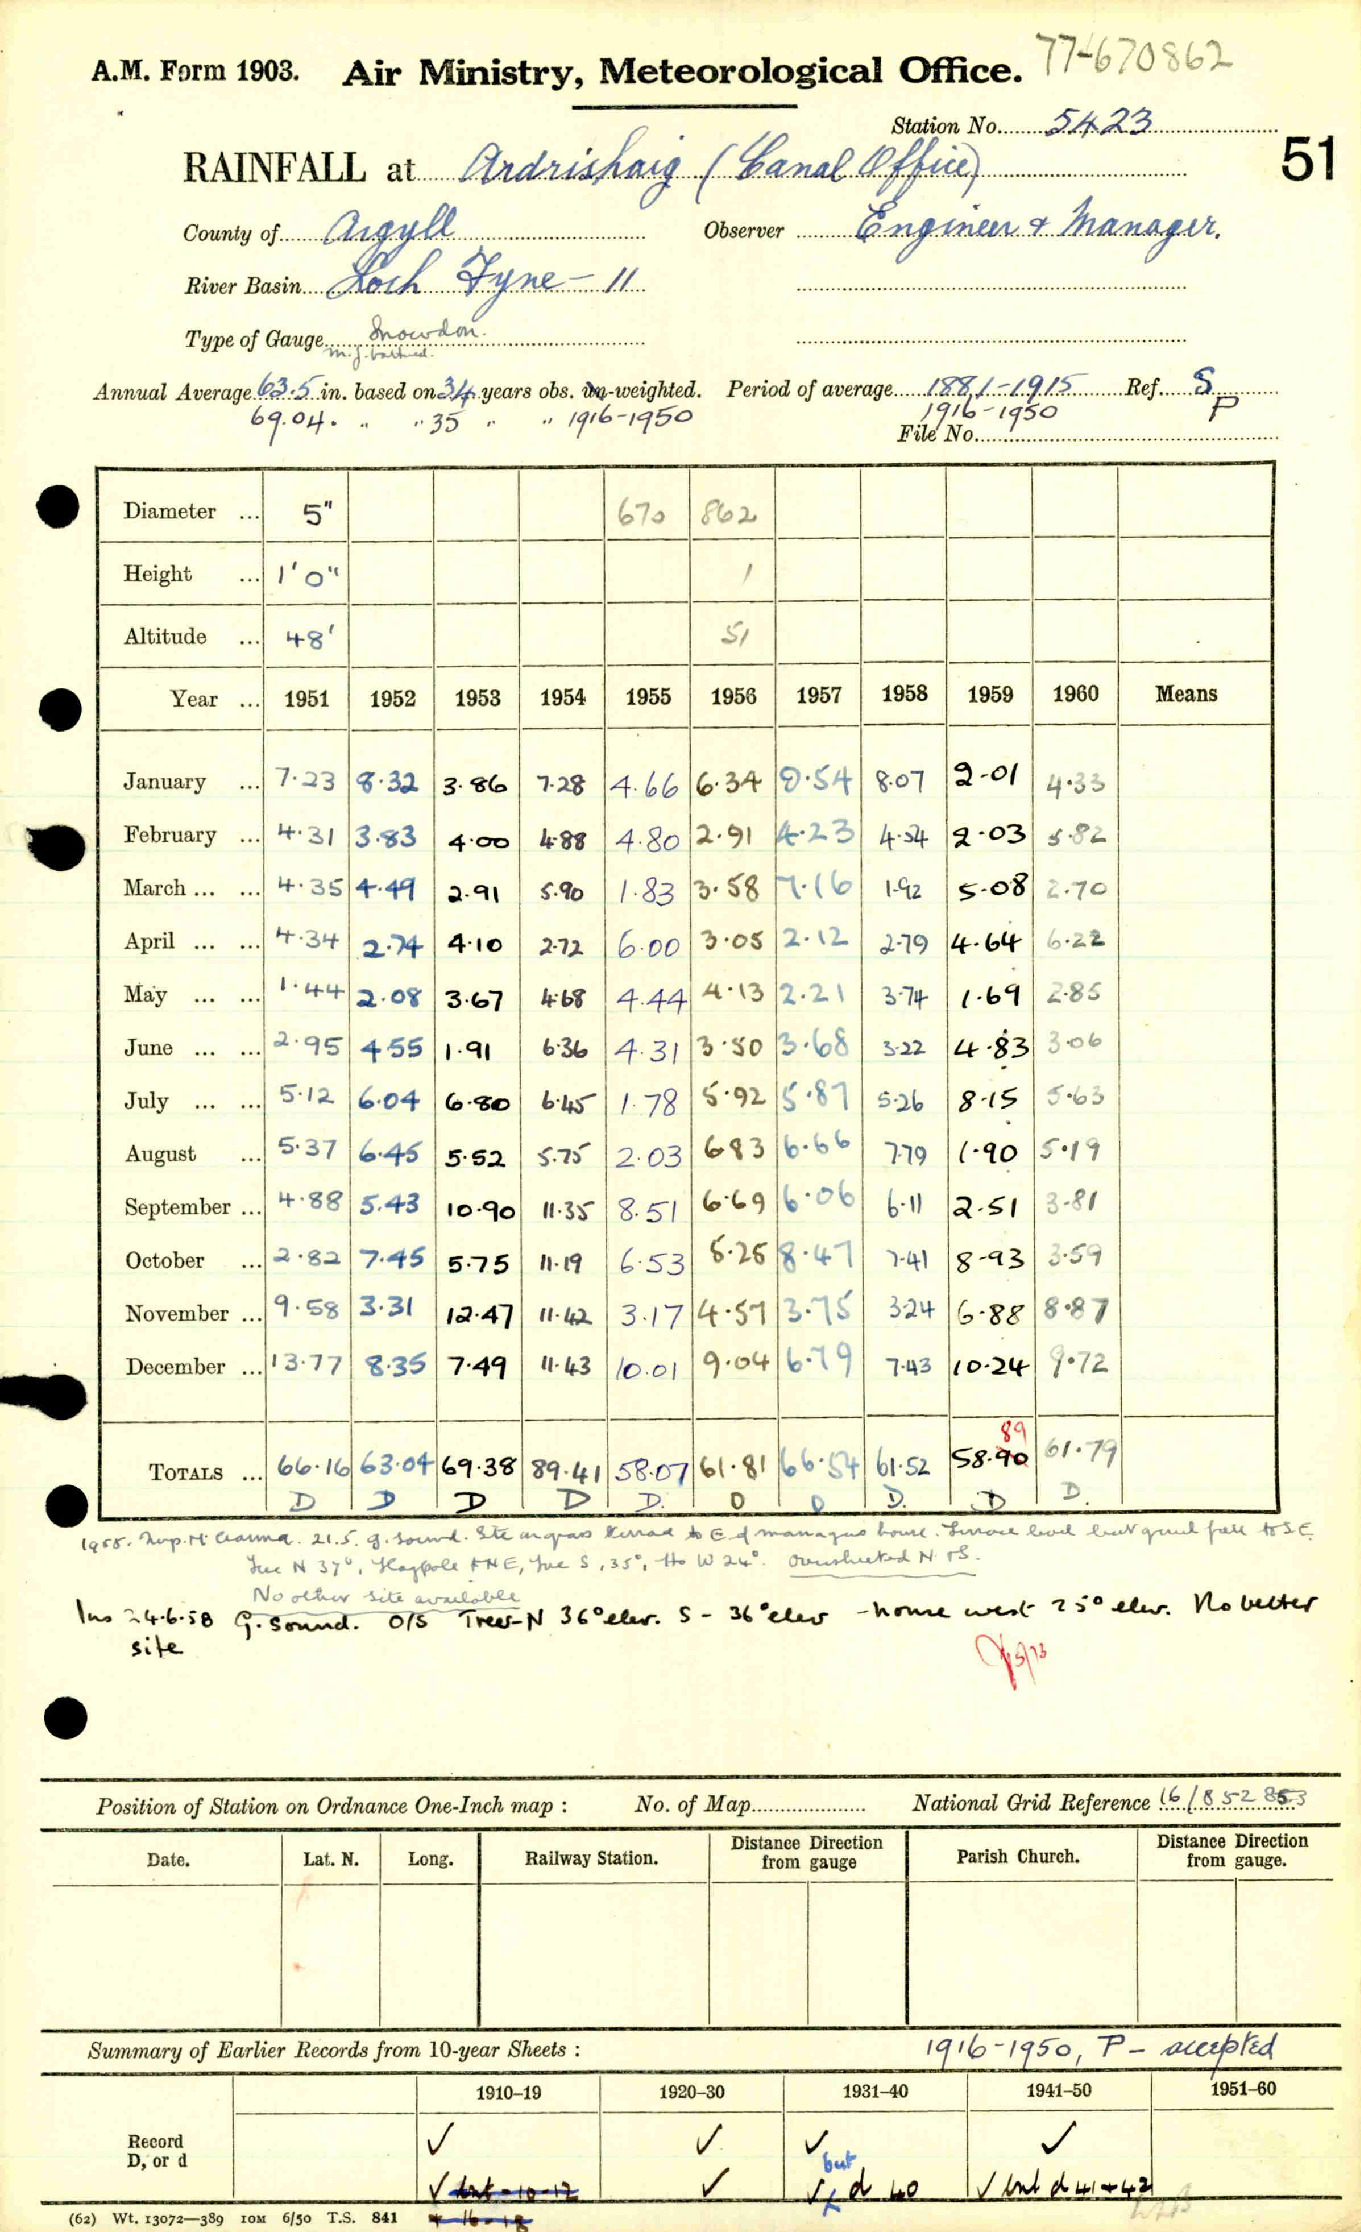 A.M. Form 1903. Air Ministry, Meteorological Office. 77-670862
Station No. 5423
51
RAINFALL at Ardrishaig (Canal Office)
County of Argyll Observer Engineer & Manager.
River Basin Loch Fyne - 11
Type of Gauge Snowdon.
Annual Average 63.5 in. based on 34 years obs. un-weighted. Period of average 1881-1915 Ref. S
69.04. " " 35 " " 1916-1950 1916-1950 P
File No.
Diameter ... 5" 670 862
Height ... 1'0" 1
Altitude ... 48' 51
Year ... 1951 1952 1953 1954 1955 1956 1957 1958 1959 1960 Means
January ... 7.23 8.32 3.86 7.28 4.66 6.34 9.54 8.07 2.01 4.33
February ... 4.31 3.83 4.00 4.88 4.80 2.91 4.23 4.54 2.03 5.82
March ... ... 4.35 4.49 2.91 5.90 1.83 3.58 7.16 1.92 5.08 2.70
April ... ... 4.34 2.74 4.10 2.72 6.00 3.05 2.12 2.79 4.64 6.22
May ... ... 1.44 2.08 3.67 4.68 4.44 4.13 2.21 3.74 1.69 2.85
June ... ... 2.95 4.55 1.91 6.36 4.31 3.50 3.68 3.22 4.83 3.06
July ... ... 5.12 6.04 6.80 6.45 1.78 5.92 5.87 5.26 8.15 5.63
August ... 5.37 6.45 5.52 5.75 2.03 6.83 6.66 7.79 1.90 5.19
September ... 4.88 5.43 10.90 11.35 8.51 6.69 6.06 6.11 2.51 3.81
October ... 2.82 7.45 5.75 11.19 6.53 5.25 8.47 7.41 8.93 3.59
November ... 9.58 3.31 12.47 11.42 3.17 4.57 3.75 3.24 6.88 8.87
December ... 13.77 8.35 7.49 11.43 10.01 9.04 6.79 7.43 10.24 9.72
89
TOTALS ... 66.16 63.04 69.38 89.41 58.07 61.81 66.54 61.52 58.90 61.79
D D D D D. D D D. D D.
1955. 21.5. g. sound. Site on grass to E of managers house. level but
N 37°, Flagpole ENE, S, 35°, Ho W 24°. Oversheltered N & S.
No other site available
Ins 24.6.58 G. sound. O/S Trees-N 36° elev. S - 36° elev - house west 25° elev. No better
site
Position of Station on Ordnance One-Inch map : No. of Map National Grid Reference 16/852853
Date. Lat. N. Long. Railway Station. Distance Direction from gauge Parish Church. Distance Direction from gauge.
Summary of Earlier Records from 10-year Sheets : 1916-1950, P - accepted
1910-19 1920-30 1931-40 1941-50 1951-60
Record ✓ ✓ ✓ ✓
D, or d ✓ but - 10-12 ✓ ✓ but d 40 ✓ but d 41+42
+ 16-18
(62) Wt. 13072—389 10M 6/50 T.S. 841